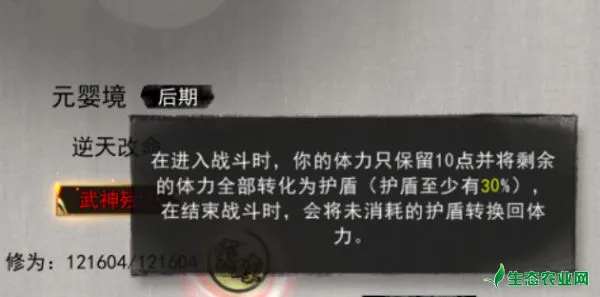 元婴境 后期
逆天改命
在进入战斗时，你的体力只保留10点并将剩余
的体力全部转化为护盾（护盾至少有30%），
在结束战斗时，会将未消耗的护盾转换回体
力。
武神
修为：121604/121604
生态农业网